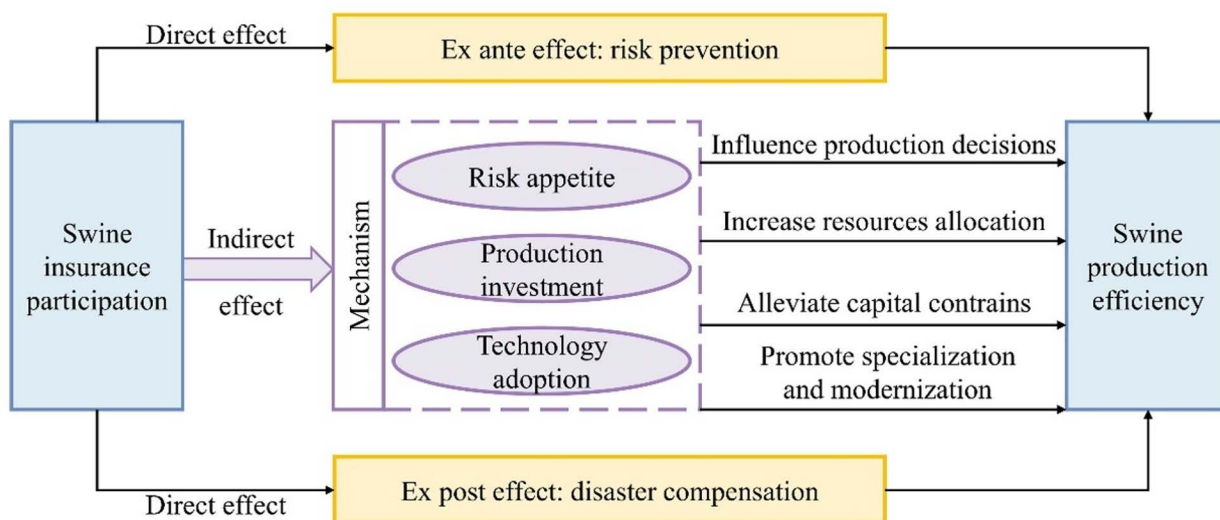 Direct effect
Ex ante effect: risk prevention
Swine
insurance
participation
Indirect
effect
Mechanism
Risk appetite
Production
investment
Technology
adoption
Influence production decisions
Increase resources allocation
Alleviate capital contrains
Promote specialization
and modernization
Swine
production
efficiency
Direct effect
Ex post effect: disaster compensation